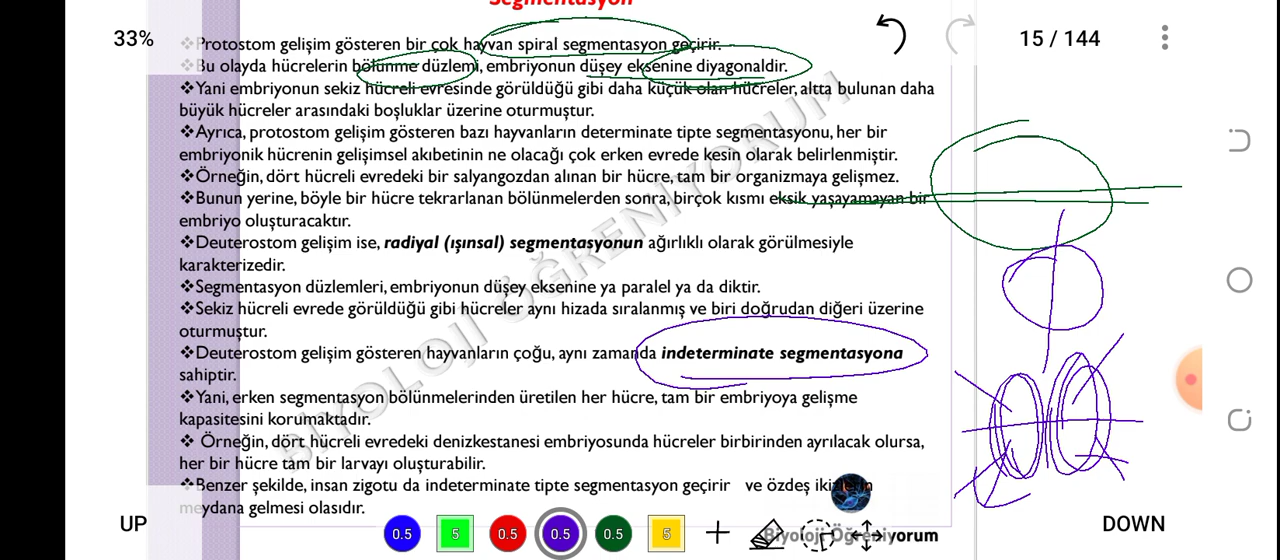 Segmentasyon
33%
15 / 144
❖Protostom gelişim gösteren bir çok hayvan spiral segmentasyon geçirir.
❖Bu olayda hücrelerin bölünme düzlemi, embriyonun düşey eksenine diyagonaldir.
❖Yani embriyonun sekiz hücreli evresinde görüldüğü gibi daha küçük olan hücreler, altta bulunan daha
büyük hücreler arasındaki boşluklar üzerine oturmuştur.
❖Ayrıca, protostom gelişim gösteren bazı hayvanların determinate tipte segmentasyonu, her bir
embriyonik hücrenin gelişimsel akıbetinin ne olacağı çok erken evrede kesin olarak belirlenmiştir.
❖Örneğin, dört hücreli evredeki bir salyangozdan alınan bir hücre, tam bir organizmaya gelişmez.
❖Bunun yerine, böyle bir hücre tekrarlanan bölünmelerden sonra, birçok kısmı eksik yaşayamayan bir
embriyo oluşturacaktır.
❖Deuterostom gelişim ise, radiyal (ışınsal) segmentasyonun ağırlıklı olarak görülmesiyle
karakterizedir.
❖Segmentasyon düzlemleri, embriyonun düşey eksenine ya paralel ya da diktir.
❖Sekiz hücreli evrede görüldüğü gibi hücreler aynı hizada sıralanmış ve biri doğrudan diğeri üzerine
oturmuştur.
❖Deuterostom gelişim gösteren hayvanların çoğu, aynı zamanda indeterminate segmentasyona
sahiptir.
❖Yani, erken segmentasyon bölünmelerinden üretilen her hücre, tam bir embriyoya gelişme
kapasitesini korumaktadır.
❖ Örneğin, dört hücreli evredeki denizkestanesi embriyosunda hücreler birbirinden ayrılacak olursa,
her bir hücre tam bir larvayı oluşturabilir.
❖Benzer şekilde, insan zigotu da indeterminate tipte segmentasyon geçirir ve özdeş ikizlerin
meydana gelmesi olasıdır.
BİYOLOJİ ÖĞRENİYORUM
UP
0.5 5 0.5 0.5 0.5 5
Biyoloji Öğreniyorum
DOWN